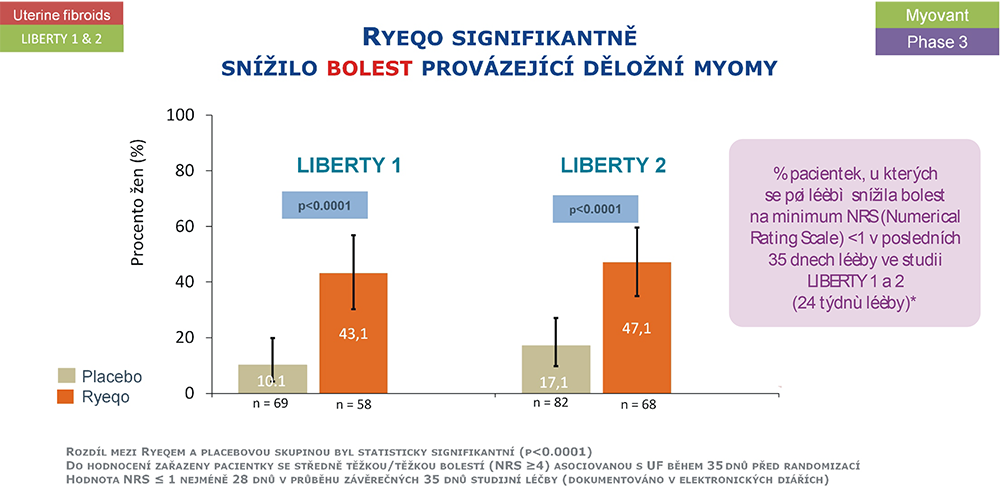 Uterine fibroids
LIBERTY 1 & 2
Myovant
Phase 3
RYEQO SIGNIFIKANTNĚ
SNÍŽILO BOLEST PROVÁZEJÍCÍ DĚLOŽNÍ MYOMY
Procento žen (%)
100
80
60
40
20
0
LIBERTY 1
p<0.0001
10,1
43,1
n = 69
n = 58
LIBERTY 2
p<0.0001
17,1
47,1
n = 82
n = 68
Placebo
Ryeqo
% pacientek, u kterých
se pøi léèbì snížila bolest
na minimum NRS (Numerical
Rating Scale) <1 v posledních
35 dnech léèby ve studii
LIBERTY 1 a 2
(24 týdnù léèby)*
ROZDÍL MEZI RYEQEM A PLACEBOVOU SKUPINOU BYL STATISTICKY SIGNIFIKANTNÍ (P<0.0001)
DO HODNOCENÍ ZAŘAZENY PACIENTKY SE STŘEDNĚ TĚŽKOU/TĚŽKOU BOLESTÍ (NRS ≥4) ASOCIOVANOU S UF BĚHEM 35 DNŮ PŘED RANDOMIZACÍ
HODNOTA NRS ≤ 1 NEJMÉNĚ 28 DNŮ V PRŮBĚHU ZÁVĚREČNÝCH 35 DNŮ STUDIJNÍ LÉČBY (DOKUMENTOVÁNO V ELEKTRONICKÝCH DIÁŘÍCH)